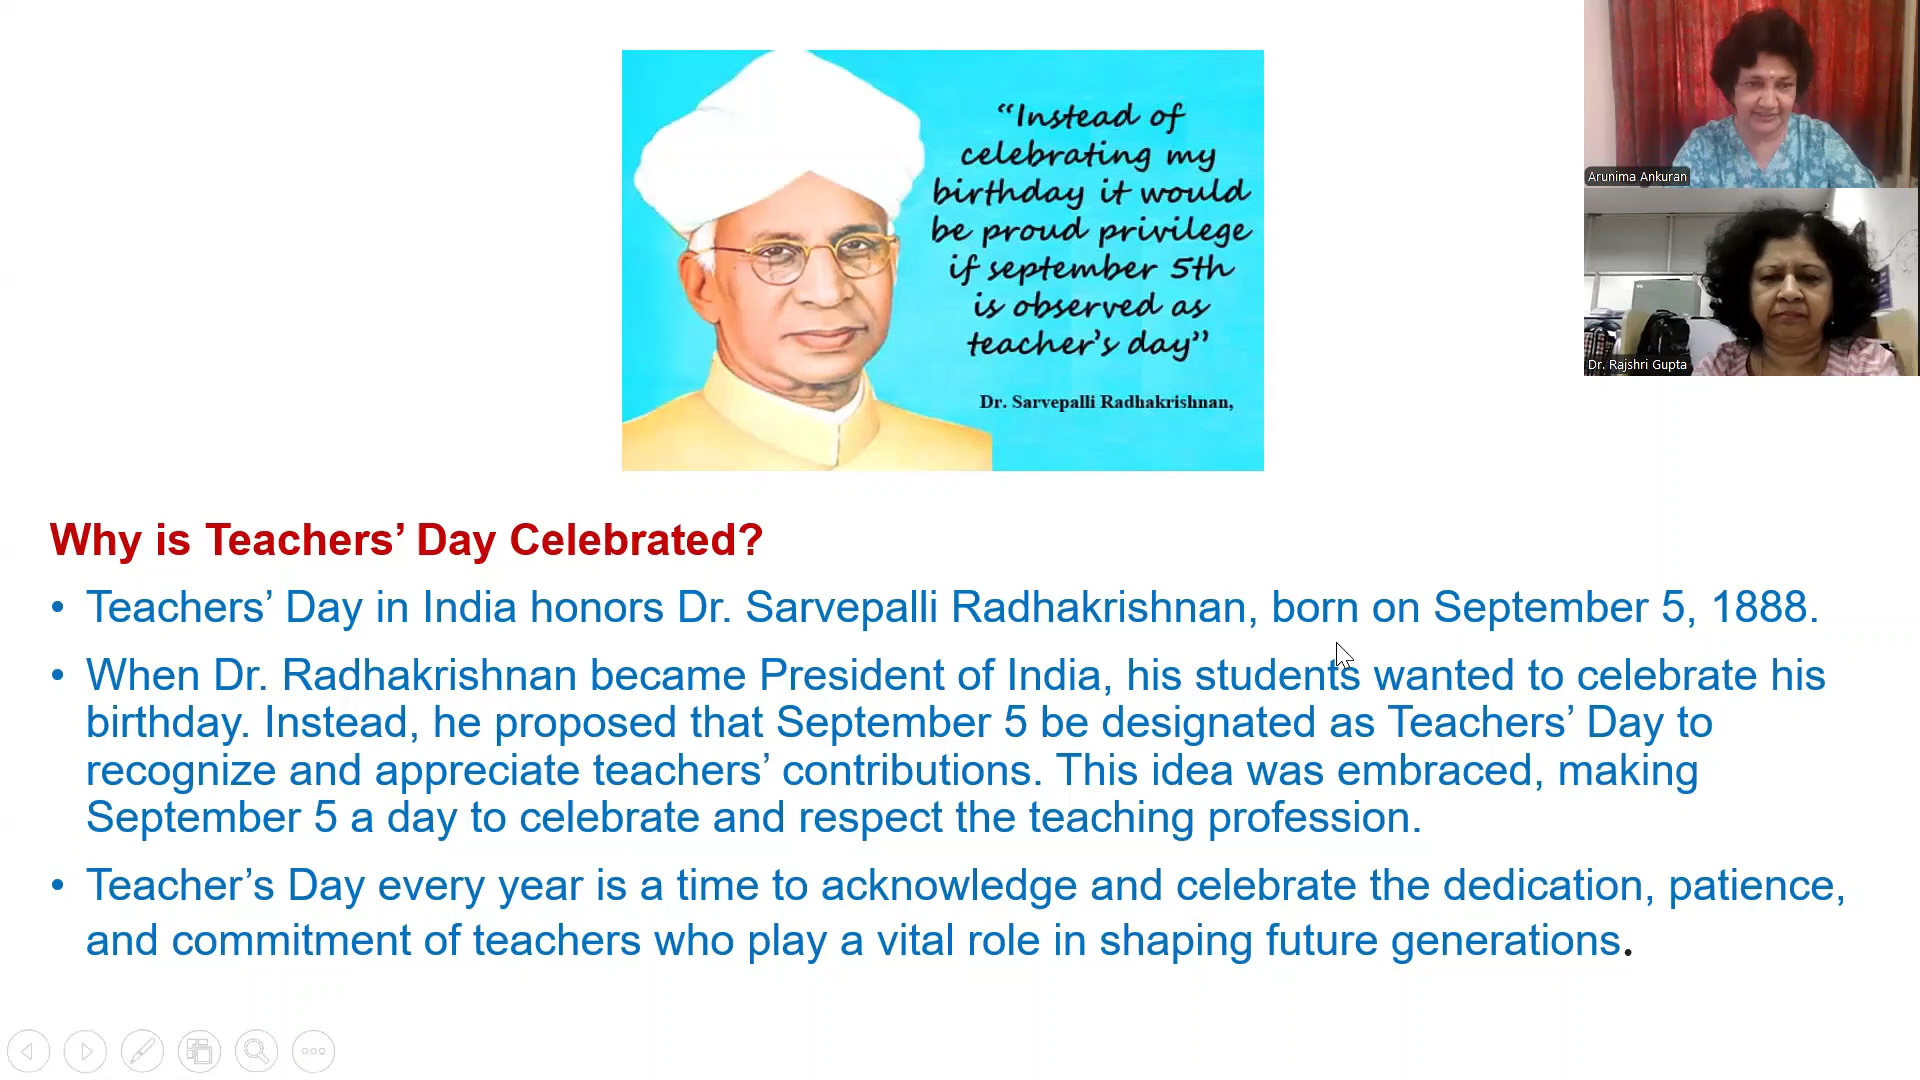 “Instead of
celebrating my
birthday it would
be proud privilege
if september 5th
is observed as
teacher’s day”
Dr. Sarvepalli Radhakrishnan,
Arunima Ankuran
Dr. Rajshri Gupta
Why is Teachers’ Day Celebrated?
• Teachers’ Day in India honors Dr. Sarvepalli Radhakrishnan, born on September 5, 1888.
• When Dr. Radhakrishnan became President of India, his students wanted to celebrate his
birthday. Instead, he proposed that September 5 be designated as Teachers’ Day to
recognize and appreciate teachers’ contributions. This idea was embraced, making
September 5 a day to celebrate and respect the teaching profession.
• Teacher’s Day every year is a time to acknowledge and celebrate the dedication, patience,
and commitment of teachers who play a vital role in shaping future generations.